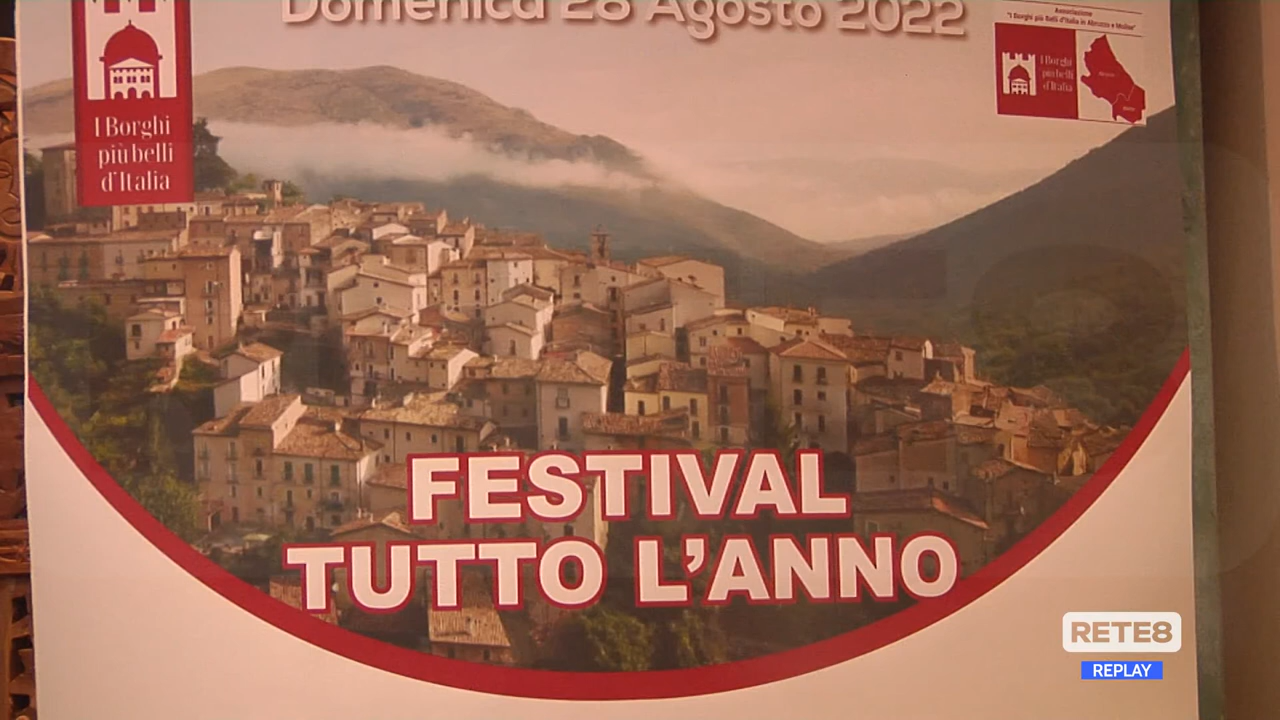 Domenica 28 Agosto 2022
Associazione
"I Borghi più Belli d'Italia in Abruzzo e Molise"
I Borghi
più belli
d'Italia
I Borghi
più belli
d'Italia
FESTIVAL
TUTTO L'ANNO
RETE8
REPLAY